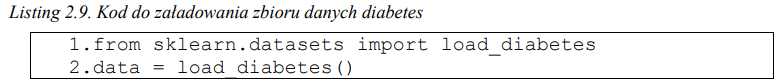 Listing 2.9. Kod do załadowania zbioru danych diabetes
1.from sklearn.datasets import load_diabetes
2.data = load_diabetes()